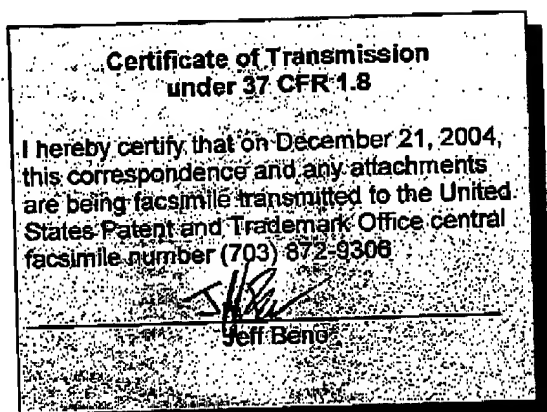 Certificate of Transmission
under 37 CFR 1.8
I hereby certify that on December 21, 2004,
this correspondence and any attachments
are being facsimile transmitted to the United
States Patent and Trademark Office central
facsimile number (703) 872-9306
Jeff Beno